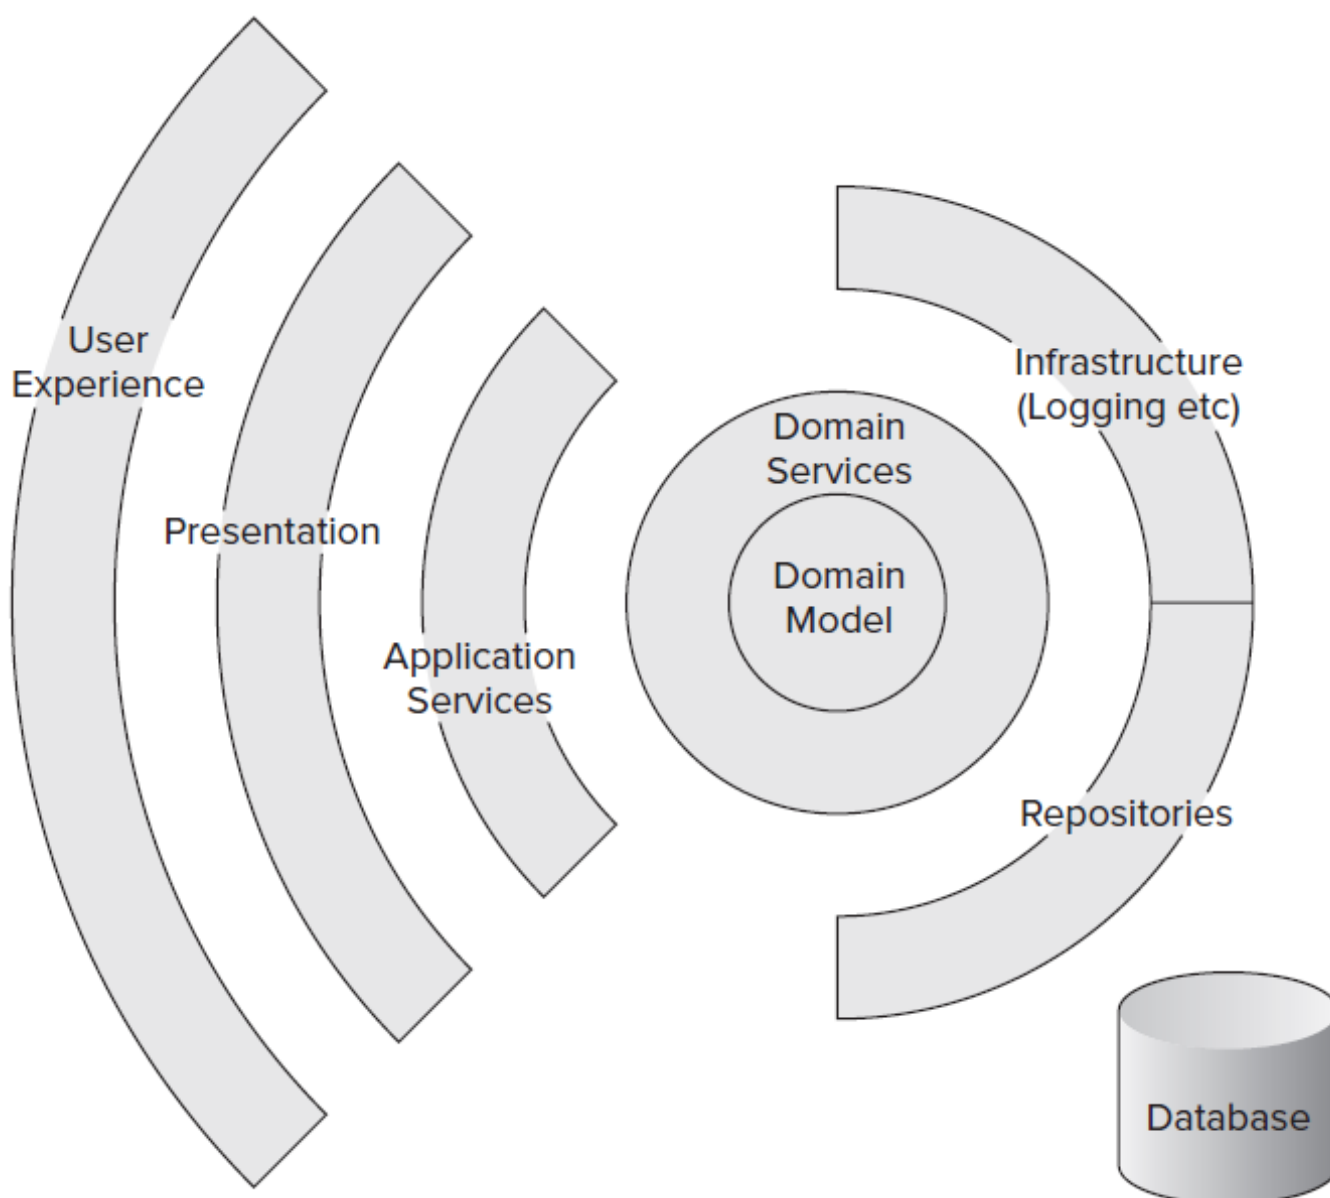 User
Experience
Presentation
Application
Services
Domain
Services
Domain
Model
Infrastructure
(Logging etc)
Repositories
Database